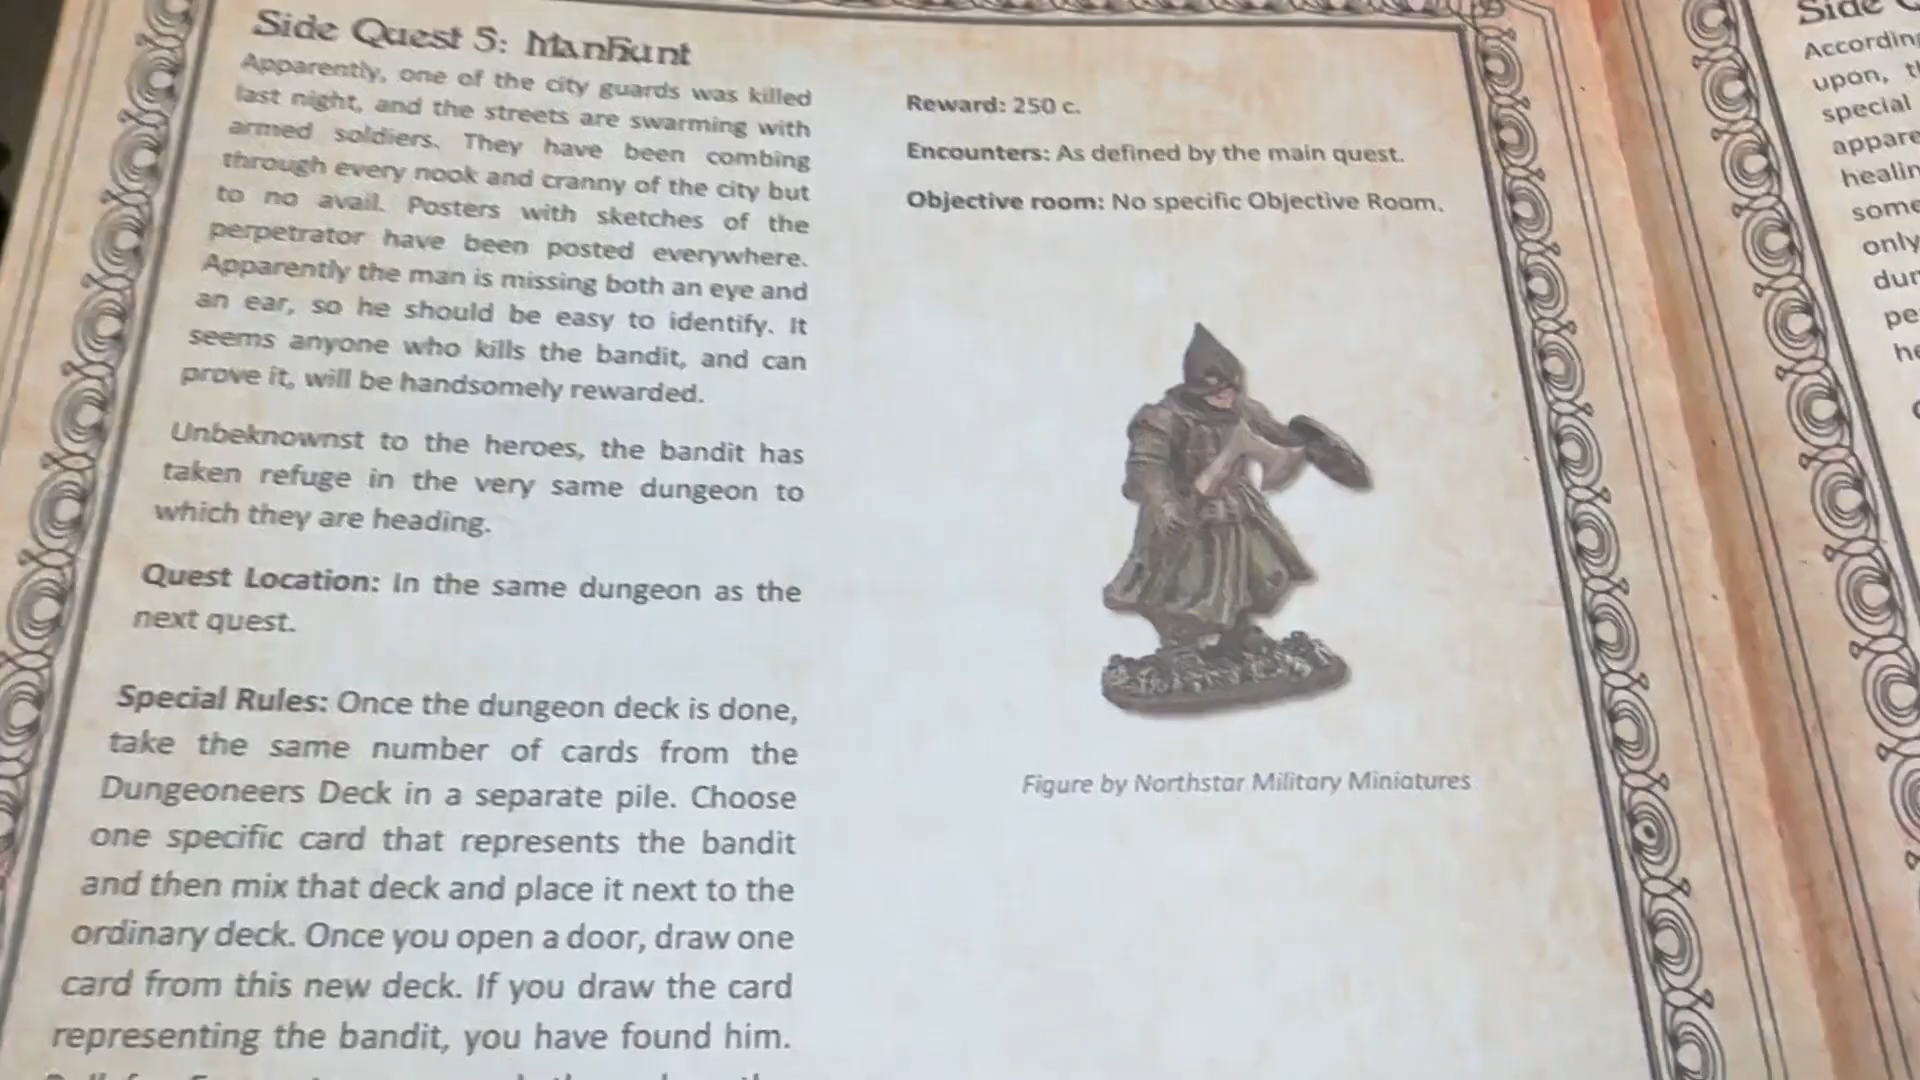 Side Quest 5: Manhunt
Apparently, one of the city guards was killed
last night, and the streets are swarming with
armed soldiers. They have been combing
through every nook and cranny of the city but
to no avail. Posters with sketches of the
perpetrator have been posted everywhere.
Apparently the man is missing both an eye and
an ear, so he should be easy to identify. It
seems anyone who kills the bandit, and can
prove it, will be handsomely rewarded.
Unbeknownst to the heroes, the bandit has
taken refuge in the very same dungeon to
which they are heading.
Quest Location: In the same dungeon as the
next quest.
Special Rules: Once the dungeon deck is done,
take the same number of cards from the
Dungeoneers Deck in a separate pile. Choose
one specific card that represents the bandit
and then mix that deck and place it next to the
ordinary deck. Once you open a door, draw one
card from this new deck. If you draw the card
representing the bandit, you have found him.
Reward: 250 c.
Encounters: As defined by the main quest.
Objective room: No specific Objective Room.
Figure by Northstar Military Miniatures
Side
According
upon,
special
some
only